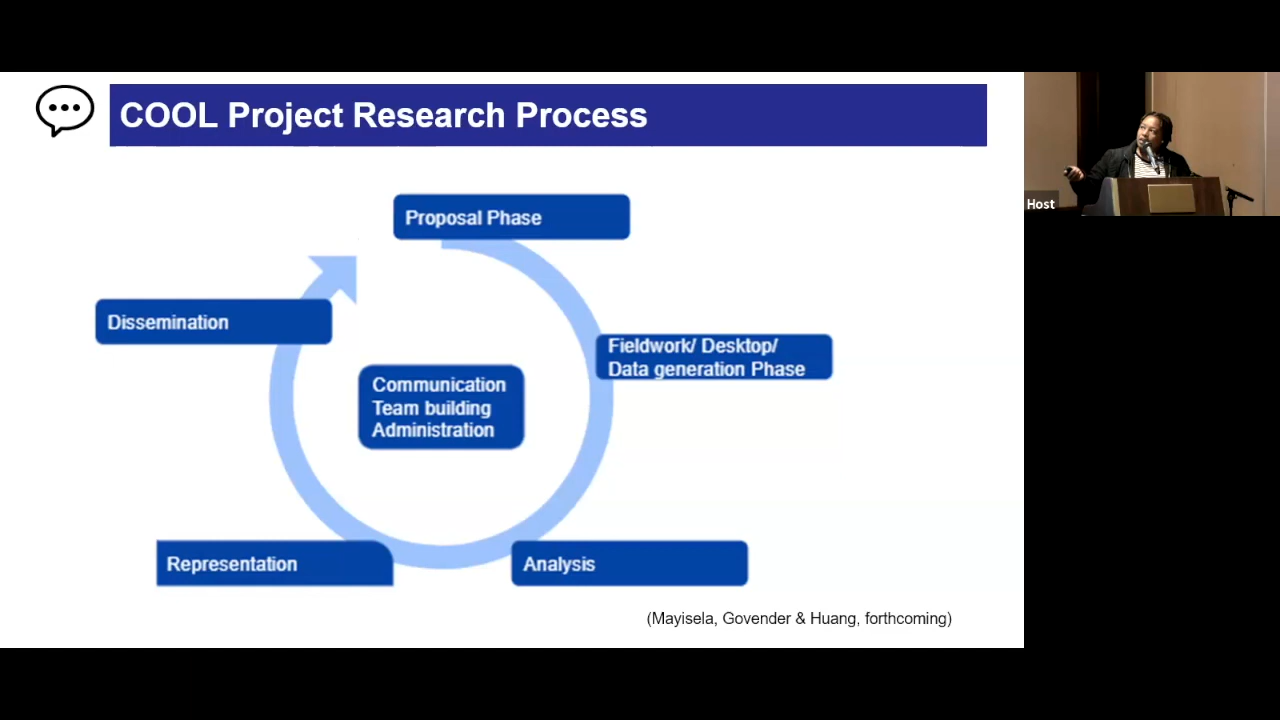 COOL Project Research Process
Proposal Phase
Dissemination
Fieldwork/ Desktop/
Data generation Phase
Communication
Team building
Administration
Representation
Analysis
(Mayisela, Govender & Huang, forthcoming)
Host